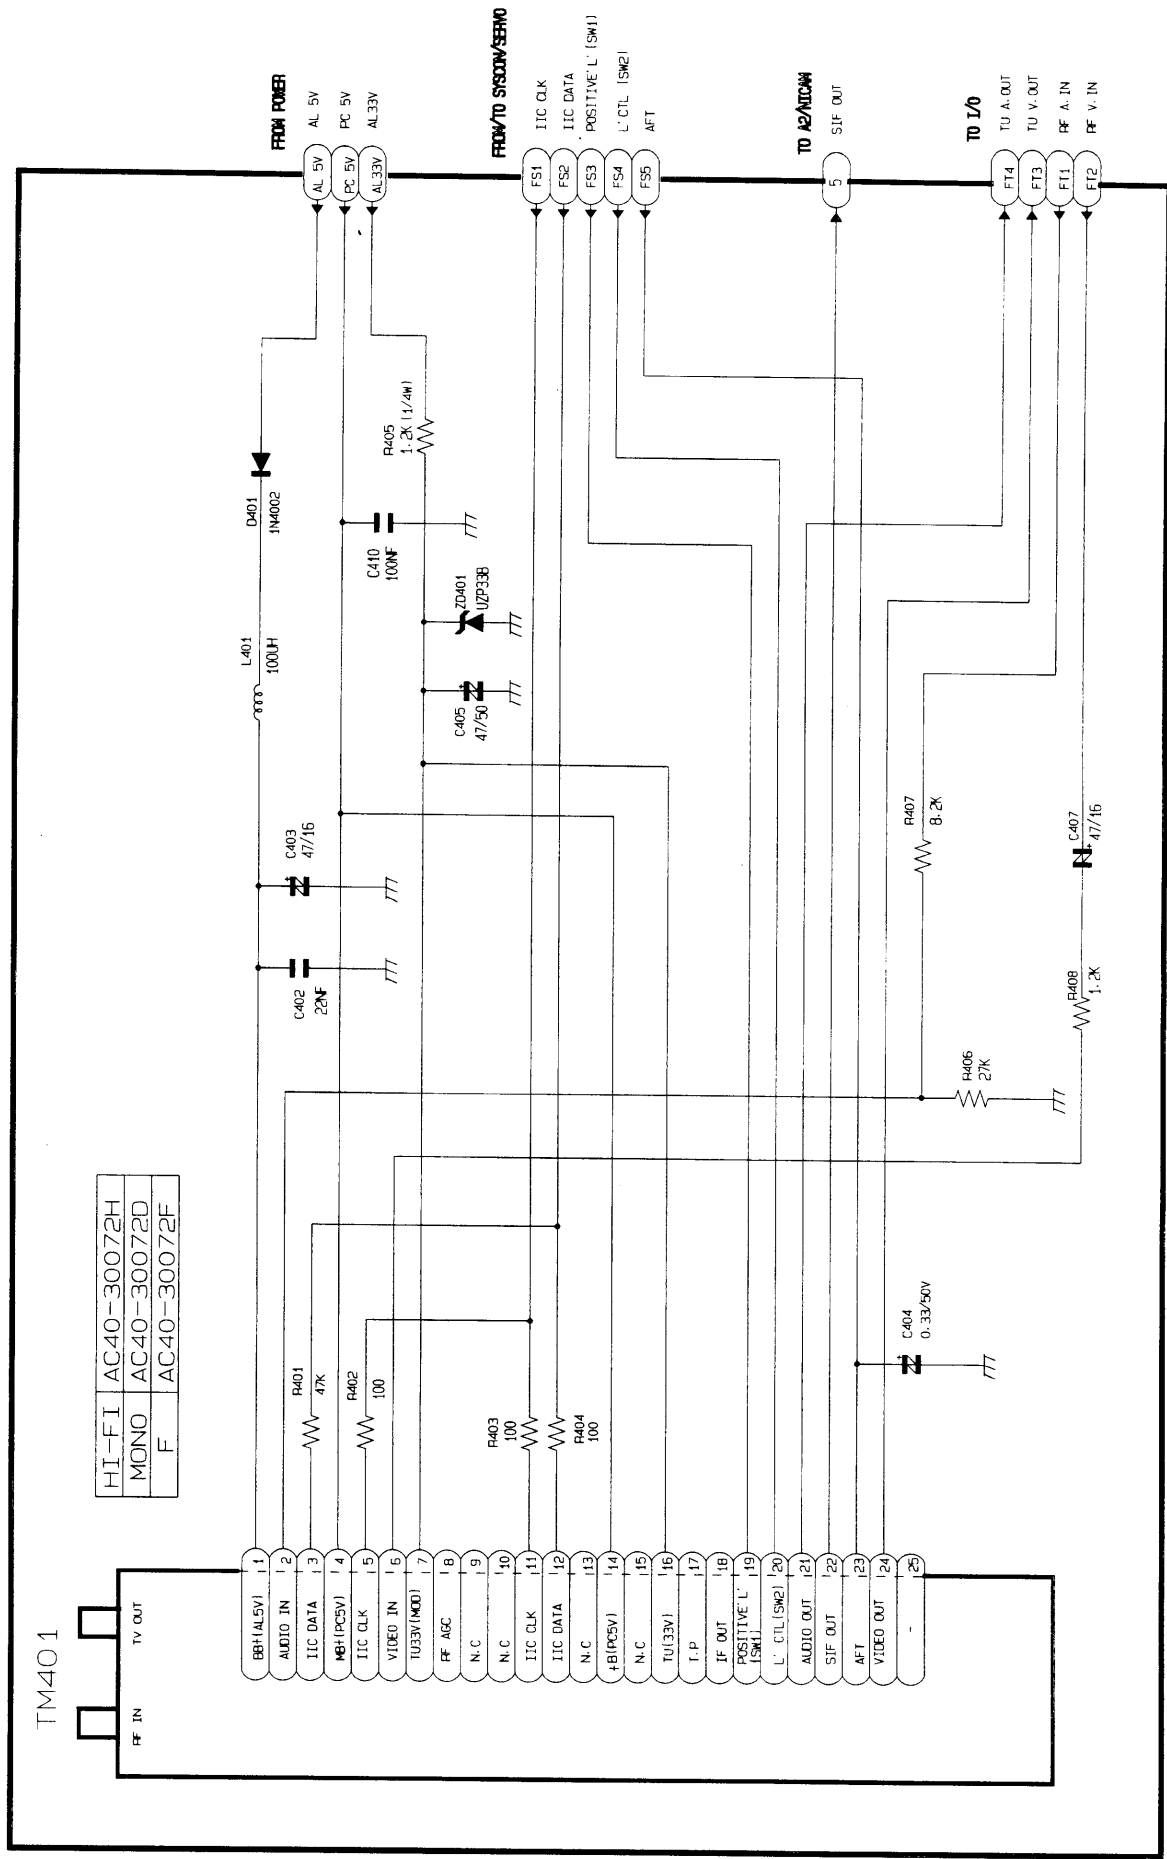 TM401
RF IN
TV OUT
HI-FI AC40-30072H
MONO AC40-30072D
F AC40-30072F
BB+(AL5V) 1
AUDIO IN 2
IIC DATA 3
MB+(PC5V) 4
IIC CLK 5
VIDEO IN 6
TU33V(MOD) 7
RF AGC 8
N.C 9
N.C 10
IIC CLK 11
IIC DATA 12
N.C 13
+B(PC5V) 14
N.C 15
TU(33V) 16
T.P 17
IF OUT 18
POSITIVE'L' (SW1) 19
L' CTL(SW2) 20
AUDIO OUT 21
SIF OUT 22
AFT 23
VIDEO OUT 24
- 25
R401
47K
R402
100
R403
100
R404
100
C402
22NF
C403
47/16
L401
100UH
D401
1N4002
C410
100NF
R405
1.2K (1/4W)
ZD401
UZP33B
C405
47/50
C404
0.33/50V
R406
27K
R407
8.2K
R408
1.2K
C407
47/16
FROM POWER
AL 5V AL 5V
PC 5V PC 5V
AL33V AL33V
FROM/TO SYSCON/SERVO
FS1 IIC CLK
FS2 IIC DATA
FS3 POSITIVE'L' (SW1)
FS4 L' CTL (SW2)
FS5 AFT
TO A2/NICAM
5 SIF OUT
TO I/O
FT4 TU A.OUT
FT3 TU V.OUT
FT1 RF A.IN
FT2 RF V.IN